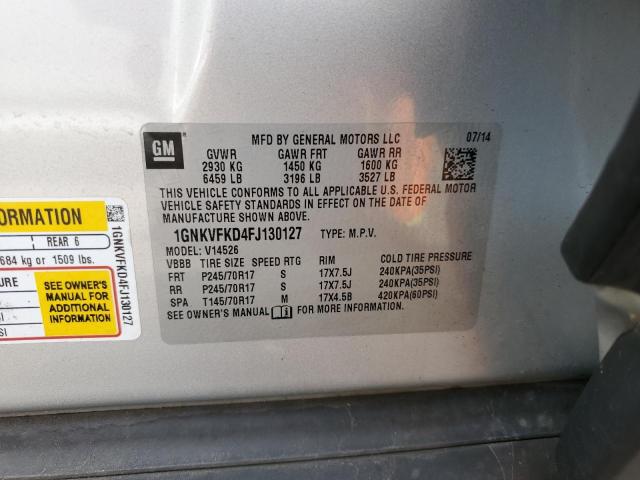 GM
MFD BY GENERAL MOTORS LLC 07/14
GVWR GAWR FRT GAWR RR
2930 KG 1450 KG 1600 KG
6459 LB 3196 LB 3527 LB
THIS VEHICLE CONFORMS TO ALL APPLICABLE U.S. FEDERAL MOTOR
VEHICLE SAFETY, BUMPER, AND THEFT PREVENTION STANDARDS
IN EFFECT ON THE DATE OF MANUFACTURE SHOWN ABOVE.
1GNKVFKD4FJ130127 TYPE: M.P.V.
V14526
VBBB TIRE SIZE SPEED RTG RIM COLD TIRE PRESSURE
FRT P245/70R17 S 17X7.5J 240KPA(35PSI)
RR P245/70R17 S 17X7.5J 240KPA(35PSI)
SPA T145/70R17 M 17X4.5B 420KPA(60PSI)
SEE OWNER'S MANUAL FOR MORE INFORMATION.
ORMATION
REAR 6
684 kg or 1509 lbs.
URE
SEE OWNER'S
MANUAL FOR
ADDITIONAL
INFORMATION
SI
1GNKVFKD4FJ130127